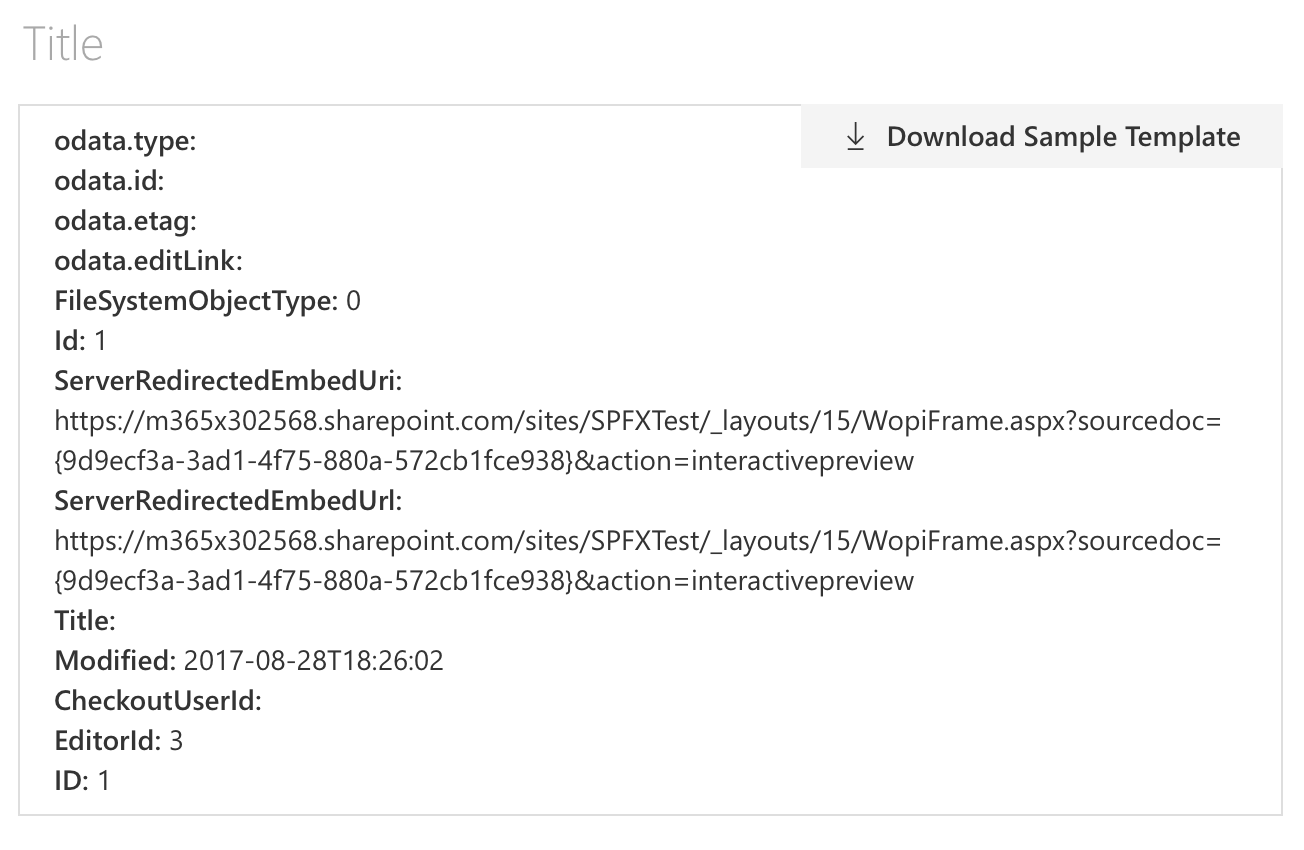 Title
Download Sample Template
odata.type:
odata.id:
odata.etag:
odata.editLink:
FileSystemObjectType: 0
Id: 1
ServerRedirectedEmbedUri:
https://m365x302568.sharepoint.com/sites/SPFXTest/_layouts/15/WopiFrame.aspx?sourcedoc=
{9d9ecf3a-3ad1-4f75-880a-572cb1fce938}&action=interactivepreview
ServerRedirectedEmbedUrl:
https://m365x302568.sharepoint.com/sites/SPFXTest/_layouts/15/WopiFrame.aspx?sourcedoc=
{9d9ecf3a-3ad1-4f75-880a-572cb1fce938}&action=interactivepreview
Title:
Modified: 2017-08-28T18:26:02
CheckoutUserId:
EditorId: 3
ID: 1